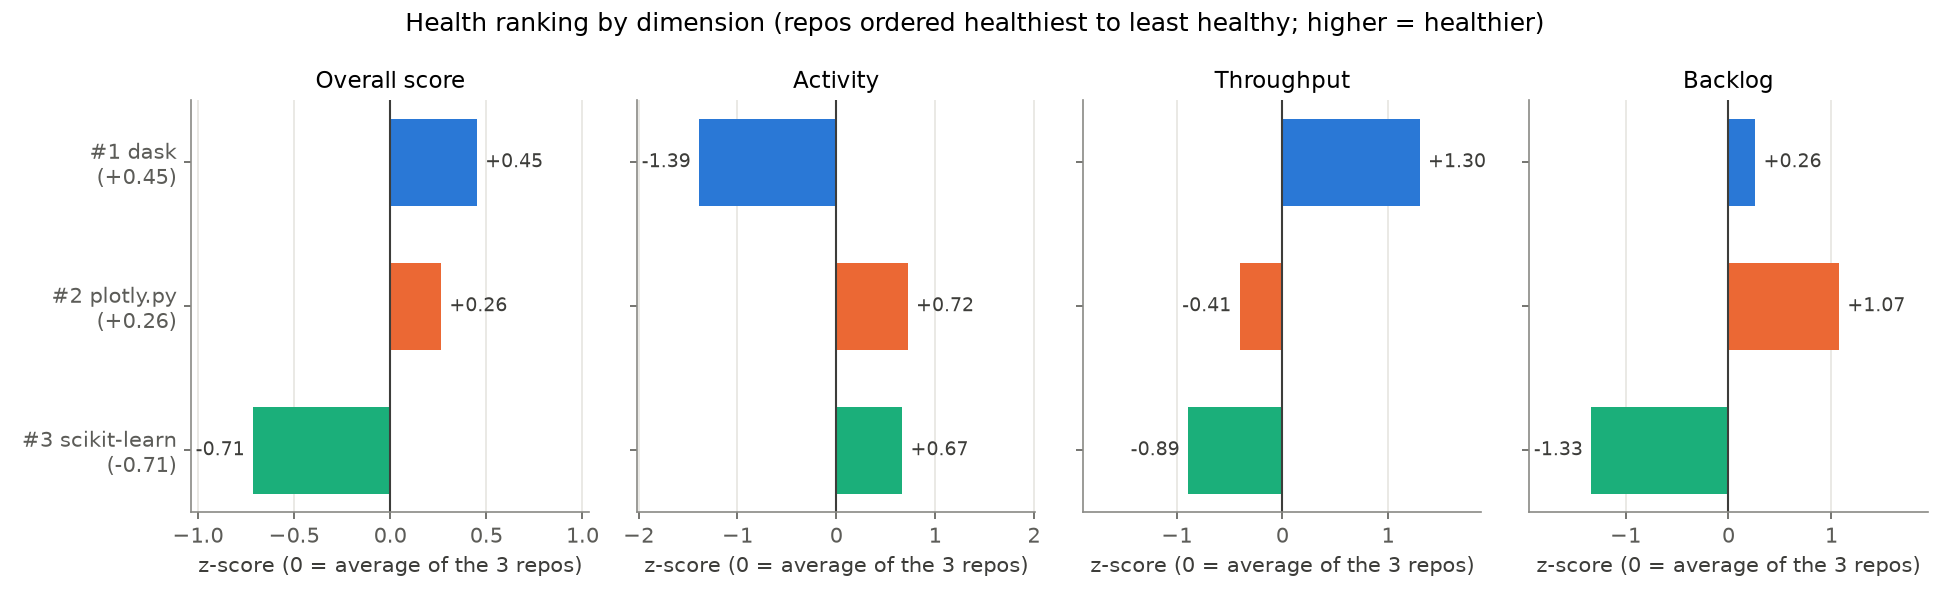 Health ranking by dimension (repos ordered healthiest to least healthy; higher = healthier)
Overall score
Activity
Throughput
Backlog
#1 dask
(+0.45)
+0.45
-1.39
+1.30
+0.26
#2 plotly.py
(+0.26)
+0.26
+0.72
-0.41
+1.07
#3 scikit-learn
(-0.71)
-0.71
+0.67
-0.89
-1.33
−1.0 −0.5 0.0 0.5 1.0
−2 −1 0 1 2
−1 0 1
−1 0 1
z-score (0 = average of the 3 repos)
z-score (0 = average of the 3 repos)
z-score (0 = average of the 3 repos)
z-score (0 = average of the 3 repos)